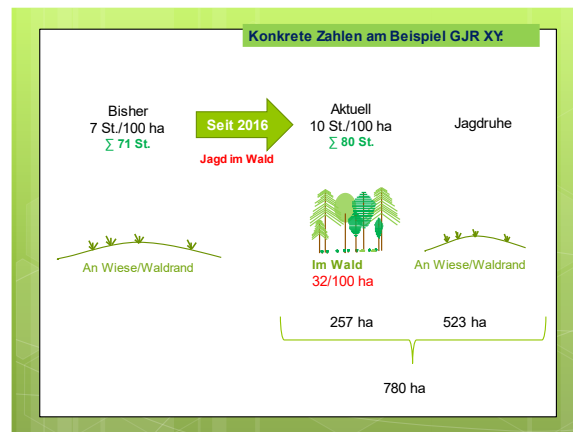 Konkrete Zahlen am Beispiel GJR XY:
Bisher
7 St./100 ha
∑ 71 St.
Seit 2016
Jagd im Wald
Aktuell
10 St./100 ha
∑ 80 St.
Jagdruhe
An Wiese/Waldrand
Im Wald
32/100 ha
An Wiese/Waldrand
257 ha
523 ha
780 ha